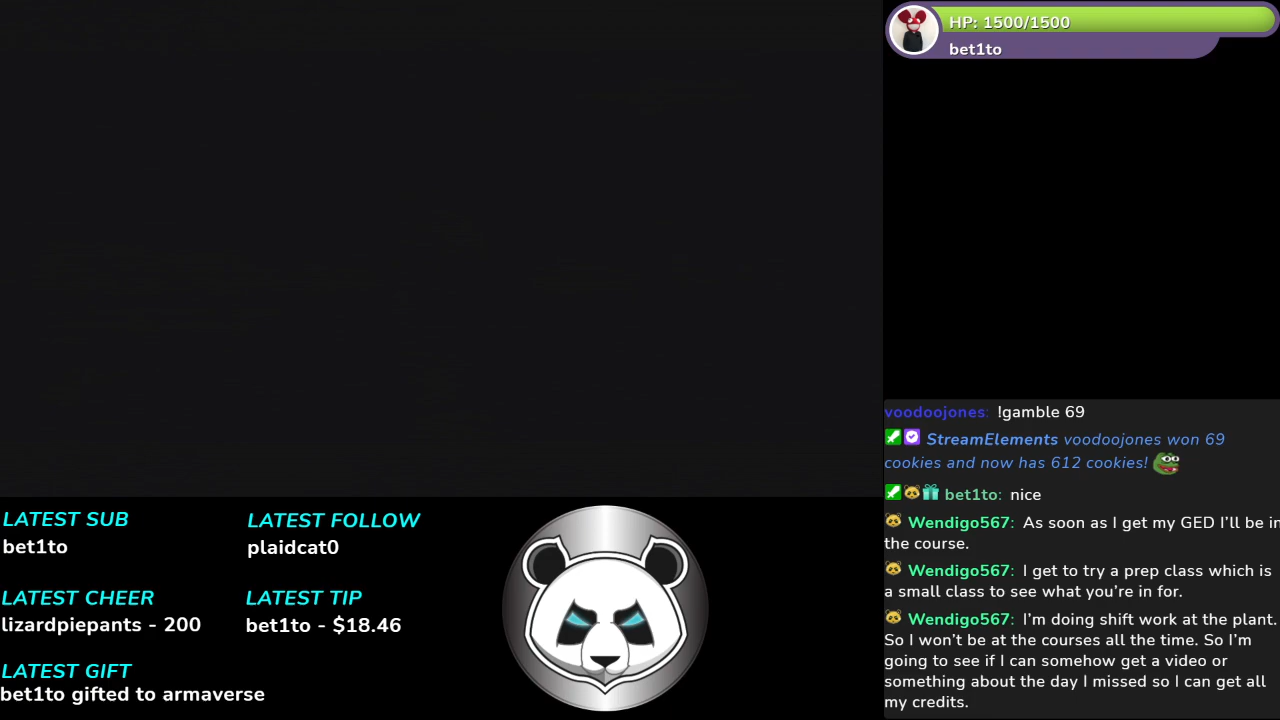 HP: 1500/1500
bet1to
voodoojones: !gamble 69
StreamElements voodoojones won 69
cookies and now has 612 cookies!
bet1to: nice
Wendigo567: As soon as I get my GED I’ll be in
the course.
Wendigo567: I get to try a prep class which is
a small class to see what you’re in for.
Wendigo567: I’m doing shift work at the plant.
So I won’t be at the courses all the time. So I’m
going to see if I can somehow get a video or
something about the day I missed so I can get all
my credits.
LATEST SUB
bet1to
LATEST FOLLOW
plaidcat0
LATEST CHEER
lizardpiepants - 200
LATEST TIP
bet1to - $18.46
LATEST GIFT
bet1to gifted to armaverse